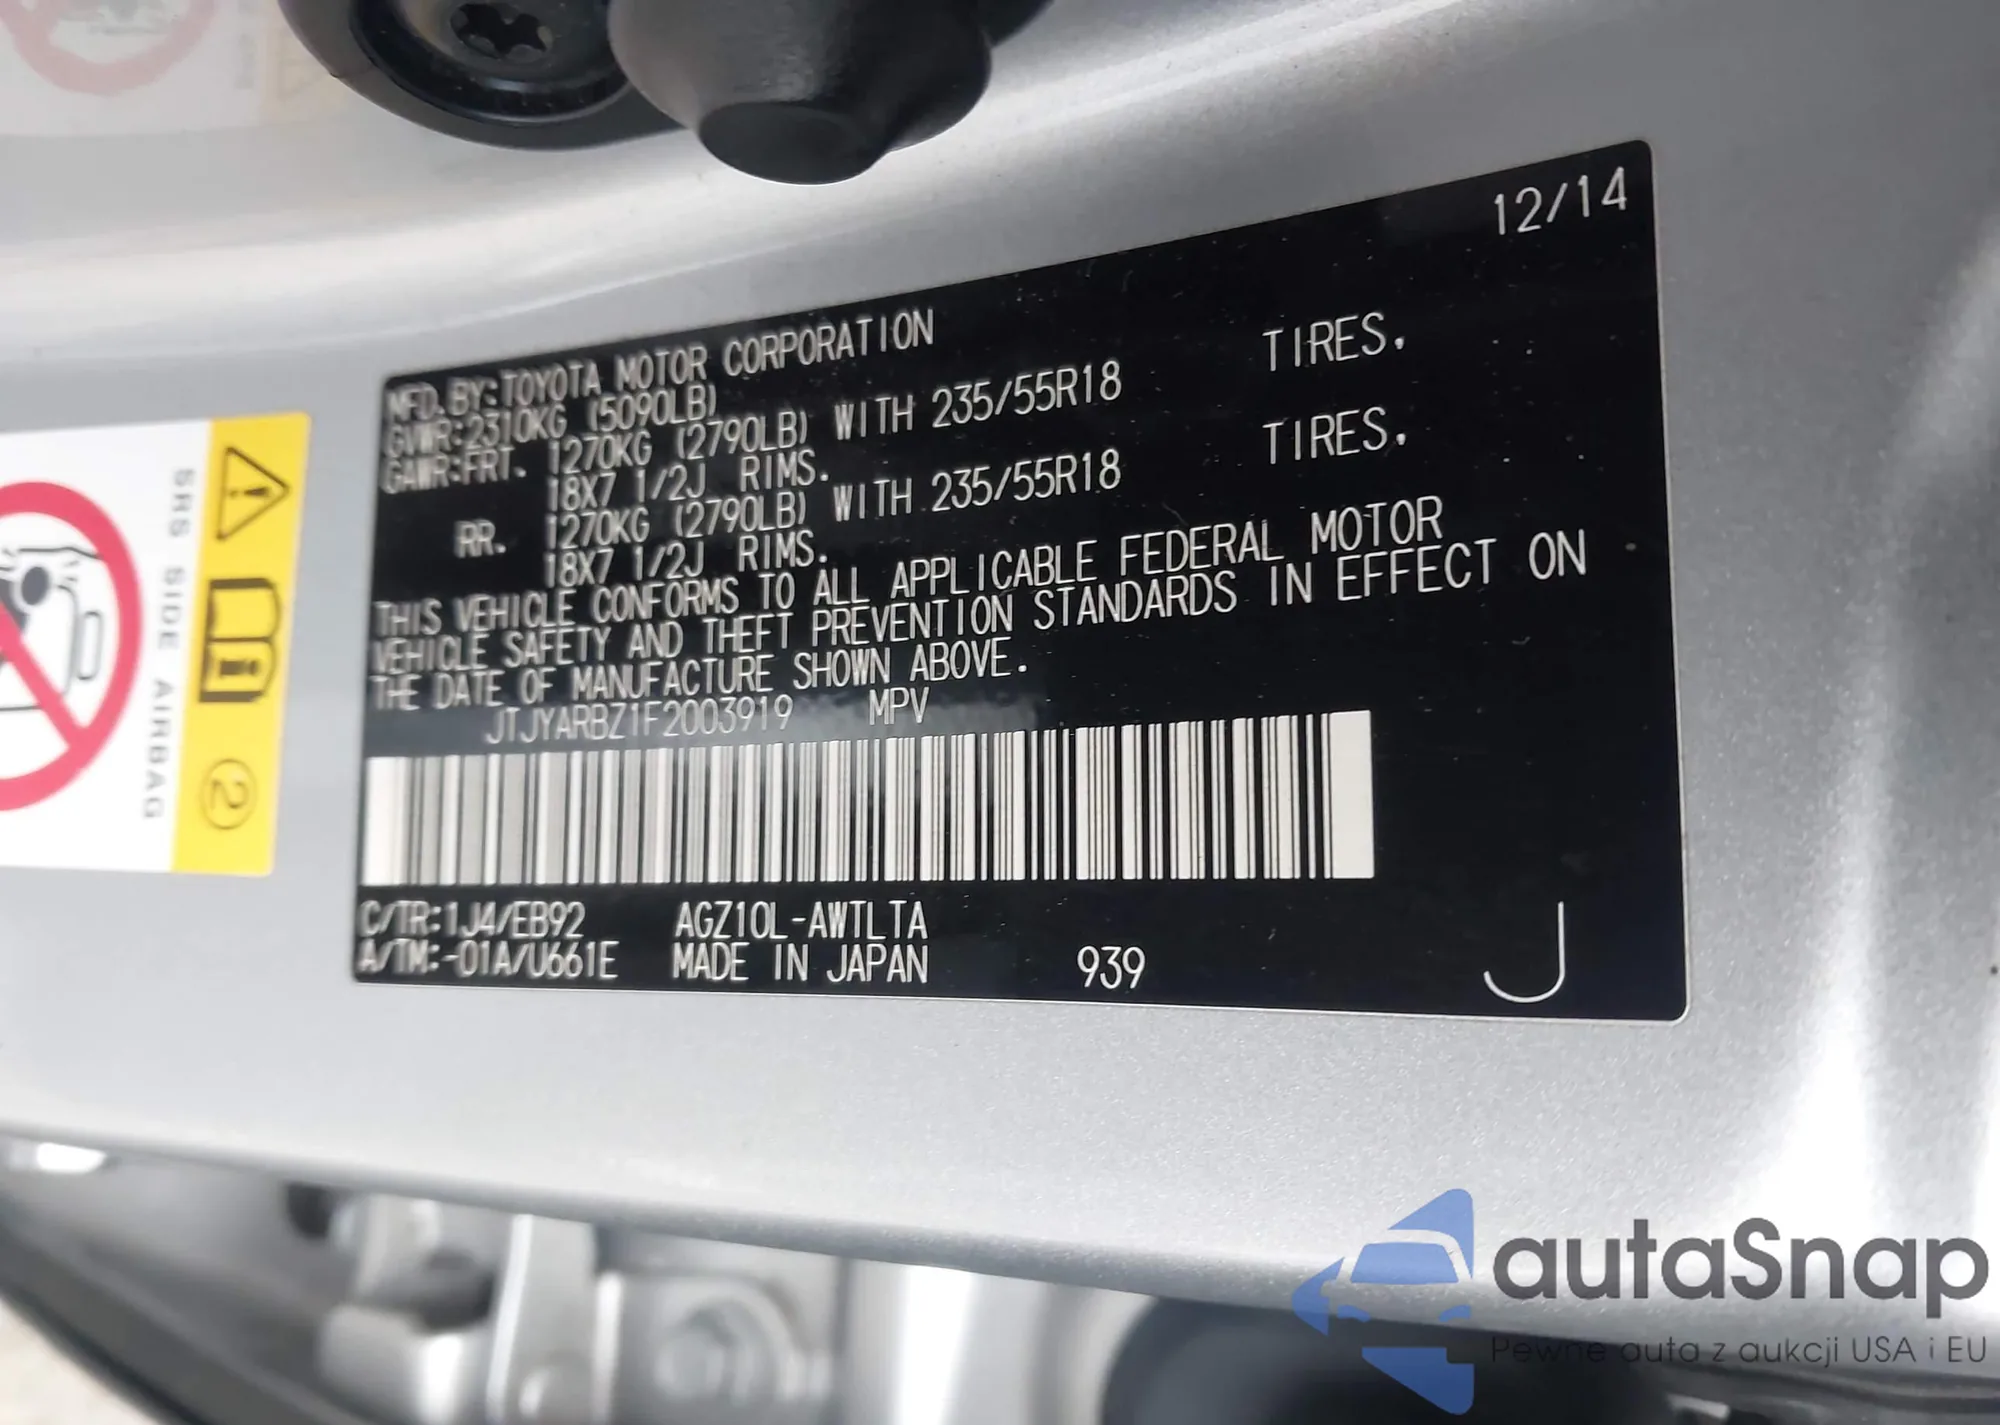 12/14
MFD.BY:TOYOTA MOTOR CORPORATION
GVWR:2310KG (5090LB)
GAWR:FRT. 1270KG (2790LB) WITH 235/55R18 TIRES.
18X7 1/2J RIMS.
RR. 1270KG (2790LB) WITH 235/55R18 TIRES.
18X7 1/2J RIMS.
THIS VEHICLE CONFORMS TO ALL APPLICABLE FEDERAL MOTOR
VEHICLE SAFETY AND THEFT PREVENTION STANDARDS IN EFFECT ON
THE DATE OF MANUFACTURE SHOWN ABOVE.
JTJYARBZ1F2003919 MPV
C/TR:1J4/EB92 AGZ10L-AWTLTA
A/TM:-01A/U661E MADE IN JAPAN 939 J
SRS SIDE AIRBAG
2
autaSnap
Pewne auta z aukcji USA i EU